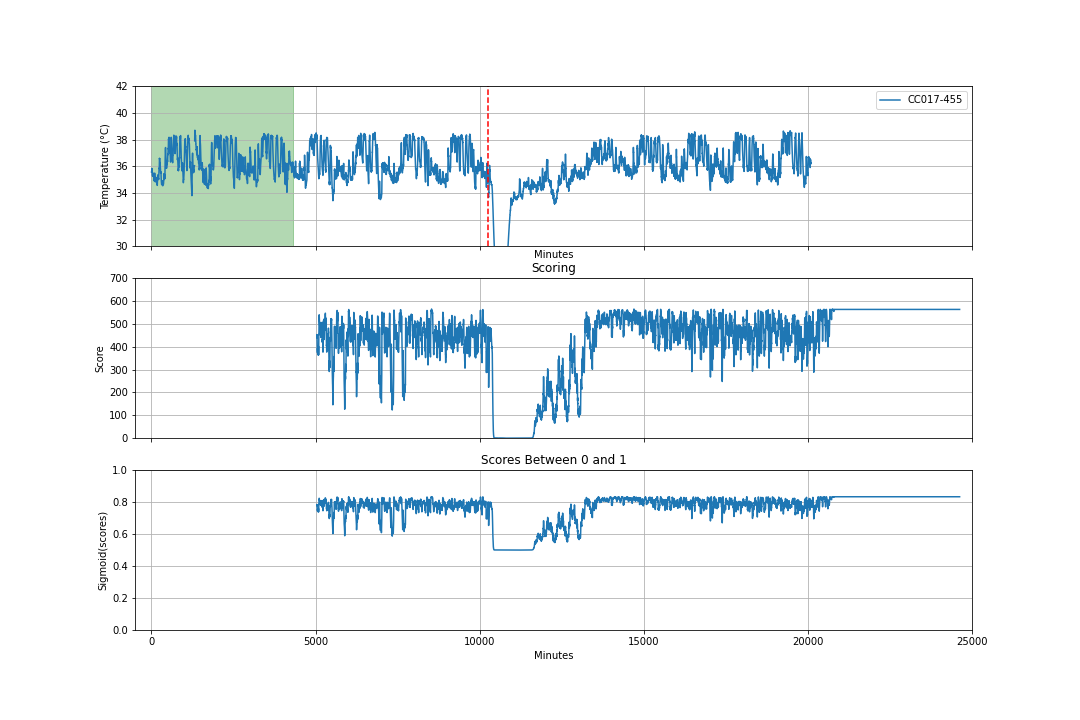 42
40
38
36
34
32
30
Temperature (°C)
CC017-455
Minutes
Scoring
700
600
500
400
300
200
100
0
Score
Scores Between 0 and 1
1.0
0.8
0.6
0.4
0.2
0.0
Sigmoid(scores)
0 5000 10000 15000 20000 25000
Minutes